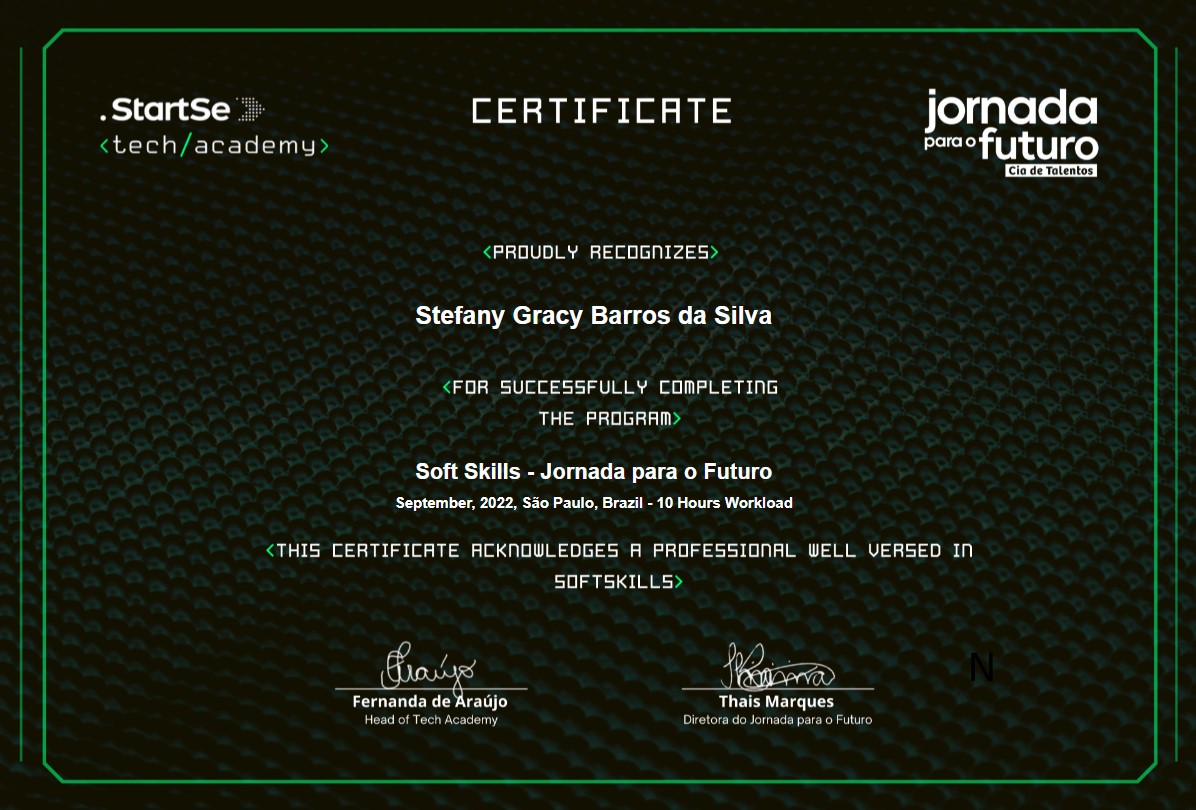 .StartSe
<tech/academy>
CERTIFICATE
jornada
para o futuro
Cia de Talentos
<PROUDLY RECOGNIZES>
Stefany Gracy Barros da Silva
<FOR SUCCESSFULLY COMPLETING
THE PROGRAM>
Soft Skills - Jornada para o Futuro
September, 2022, São Paulo, Brazil - 10 Hours Workload
<THIS CERTIFICATE ACKNOWLEDGES A PROFESSIONAL WELL VERSED IN
SOFTSKILLS>
N
Fernanda de Araújo
Head of Tech Academy
Thais Marques
Diretora do Jornada para o Futuro